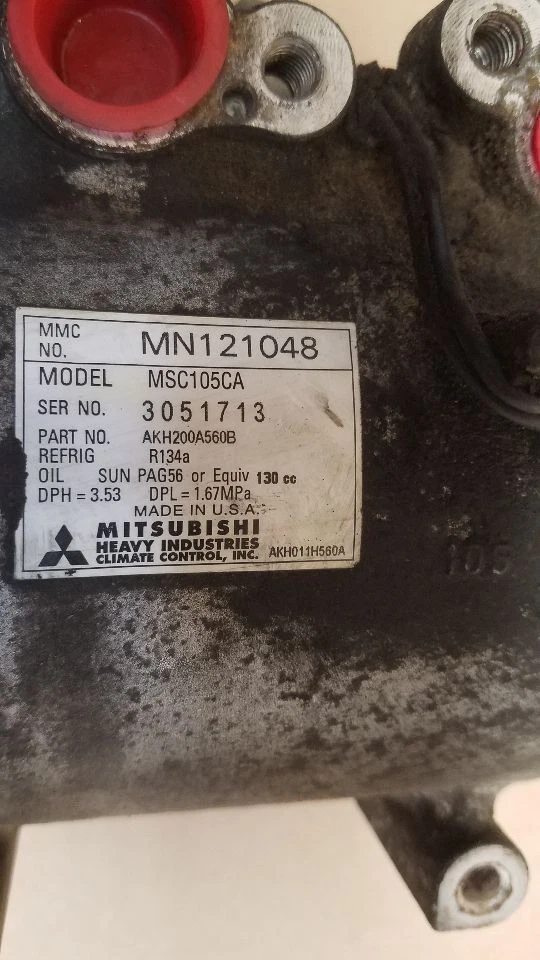 MMC NO. MN121048
MODEL MSC105CA
SER NO. 3051713
PART NO. AKH200A560B
REFRIG R134a
OIL SUN PAG56 or Equiv 130 cc
DPH = 3.53 DPL = 1.67MPa
MADE IN U.S.A.
MITSUBISHI
HEAVY INDUSTRIES
CLIMATE CONTROL, INC. AKH011H560A